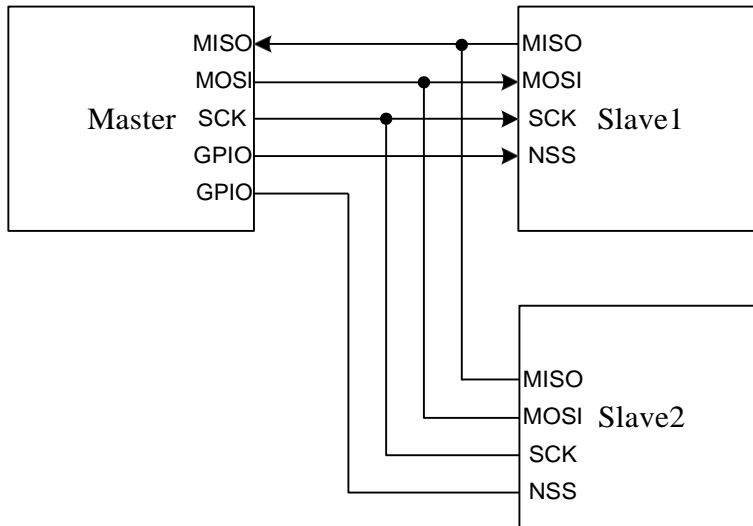 MISO
MOSI
SCK
GPIO
GPIO
Master
MISO
MOSI
SCK
NSS
Slave1
MISO
MOSI
SCK
NSS
Slave2